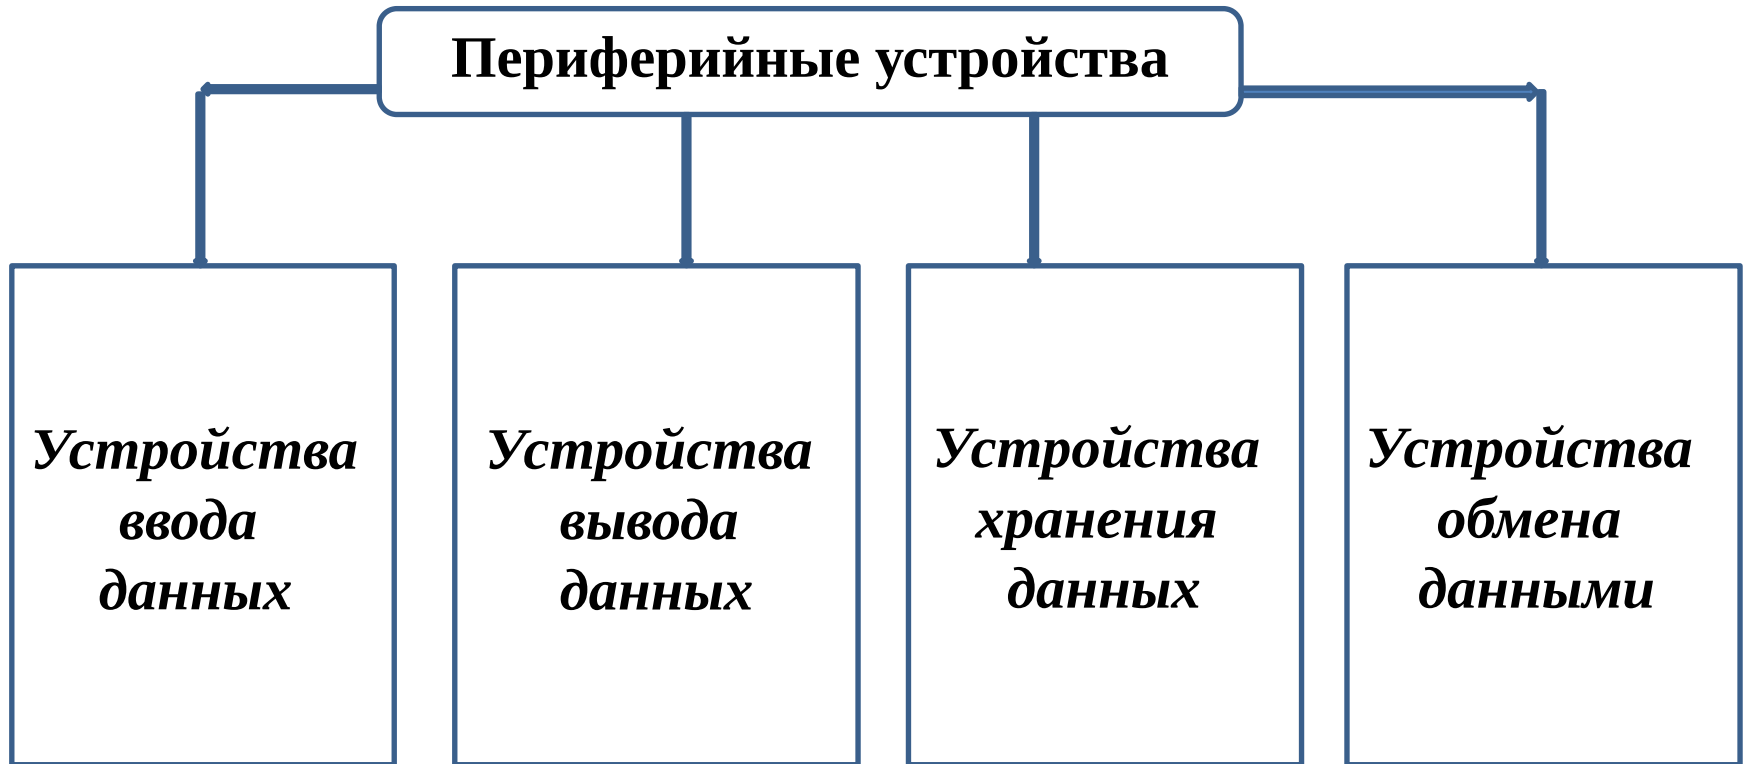 Периферийные устройства
Устройства
ввода
данных
Устройства
вывода
данных
Устройства
хранения
данных
Устройства
обмена
данными